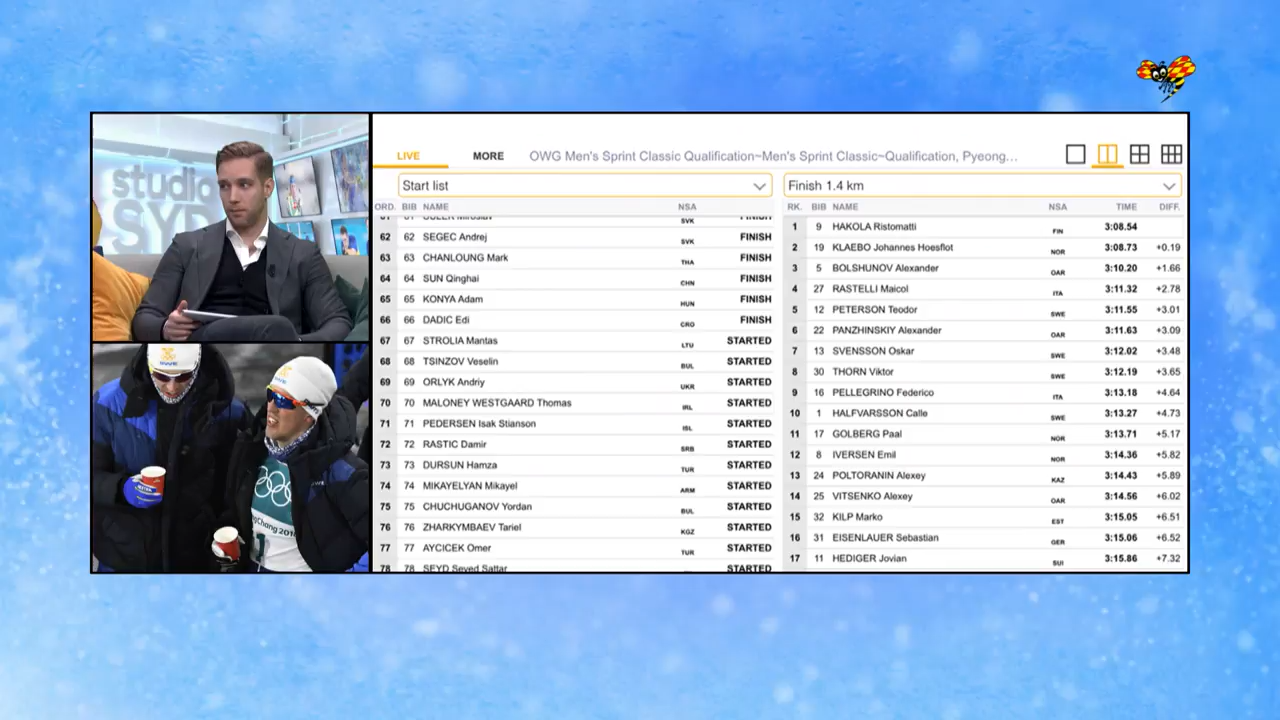 studio
SYD
LIVE MORE OWG Men's Sprint Classic Qualification~Men's Sprint Classic~Qualification, Pyeong...
Start list
ORD. BIB NAME NSA
SVK FINISH
62 62 SEGEC Andrej SVK FINISH
63 63 CHANLOUNG Mark THA FINISH
64 64 SUN Qinghai CHN FINISH
65 65 KONYA Adam HUN FINISH
66 66 DADIC Edi CRO FINISH
67 67 STROLIA Mantas LTU STARTED
68 68 TSINZOV Veselin BUL STARTED
69 69 ORLYK Andriy UKR STARTED
70 70 MALONEY WESTGAARD Thomas IRL STARTED
71 71 PEDERSEN Isak Stianson ISL STARTED
72 72 RASTIC Damir SRB STARTED
73 73 DURSUN Hamza TUR STARTED
74 74 MIKAYELYAN Mikayel ARM STARTED
75 75 CHUCHUGANOV Yordan BUL STARTED
76 76 ZHARKYMBAEV Tariel KGZ STARTED
77 77 AYCICEK Omer TUR STARTED
78 78 SEYD Seyed Sattar STARTED
Finish 1.4 km
RK. BIB NAME NSA TIME DIFF.
1 9 HAKOLA Ristomatti FIN 3:08.54
2 19 KLAEBO Johannes Hoesflot NOR 3:08.73 +0.19
3 5 BOLSHUNOV Alexander OAR 3:10.20 +1.66
4 27 RASTELLI Maicol ITA 3:11.32 +2.78
5 12 PETERSON Teodor SWE 3:11.55 +3.01
6 22 PANZHINSKIY Alexander OAR 3:11.63 +3.09
7 13 SVENSSON Oskar SWE 3:12.02 +3.48
8 30 THORN Viktor SWE 3:12.19 +3.65
9 16 PELLEGRINO Federico ITA 3:13.18 +4.64
10 1 HALFVARSSON Calle SWE 3:13.27 +4.73
11 17 GOLBERG Paal NOR 3:13.71 +5.17
12 8 IVERSEN Emil NOR 3:14.36 +5.82
13 24 POLTORANIN Alexey KAZ 3:14.43 +5.89
14 25 VITSENKO Alexey OAR 3:14.56 +6.02
15 32 KILP Marko EST 3:15.05 +6.51
16 31 EISENLAUER Sebastian GER 3:15.06 +6.52
17 11 HEDIGER Jovian SUI 3:15.86 +7.32